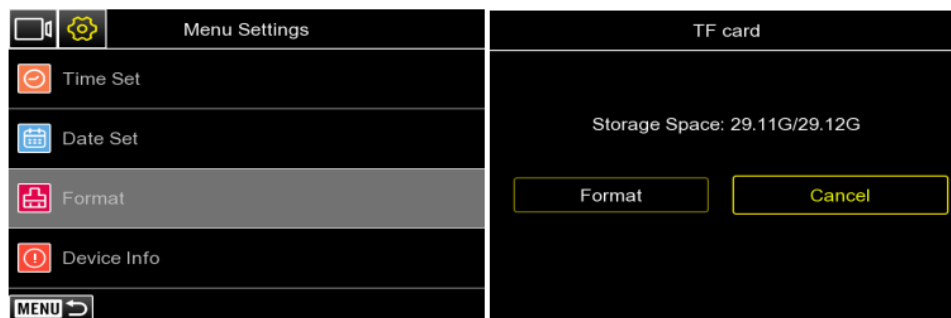 Menu Settings
Time Set
Date Set
Format
Device Info
MENU
TF card
Storage Space: 29.11G/29.12G
Format
Cancel